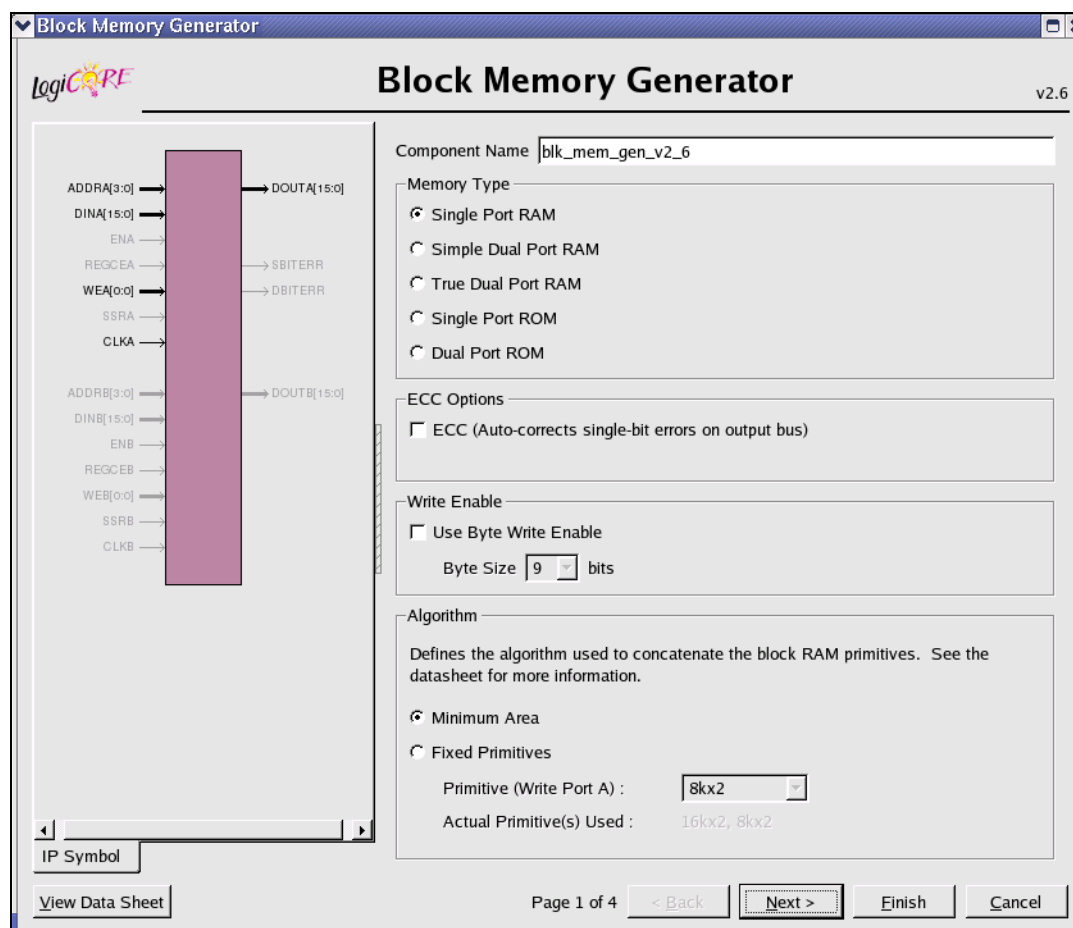 Block Memory Generator
LogiCORE
Block Memory Generator
v2.6
ADDRA[3:0]
DOUTA[15:0]
DINA[15:0]
ENA
REGCEA
SBITERR
WEA[0:0]
DBITERR
SSRA
CLKA
ADDRB[3:0]
DOUTB[15:0]
DINB[15:0]
ENB
REGCEB
WEB[0:0]
SSRB
CLKB
IP Symbol
Component Name blk_mem_gen_v2_6
Memory Type
Single Port RAM
Simple Dual Port RAM
True Dual Port RAM
Single Port ROM
Dual Port ROM
ECC Options
ECC (Auto-corrects single-bit errors on output bus)
Write Enable
Use Byte Write Enable
Byte Size 9 bits
Algorithm
Defines the algorithm used to concatenate the block RAM primitives. See the
datasheet for more information.
Minimum Area
Fixed Primitives
Primitive (Write Port A) : 8kx2
Actual Primitive(s) Used : 16kx2, 8kx2
View Data Sheet
Page 1 of 4
< Back
Next >
Finish
Cancel